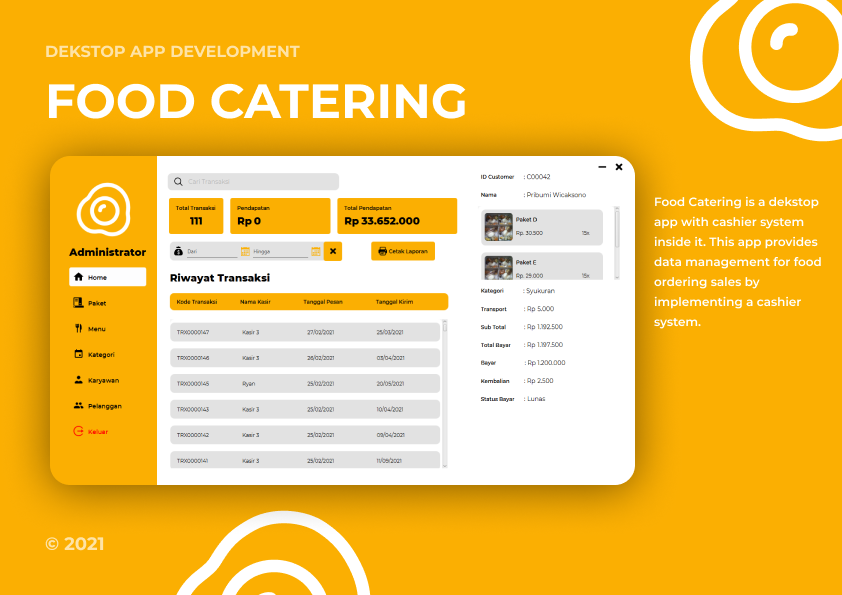 DEKSTOP APP DEVELOPMENT
FOOD CATERING
Administrator
Home
Paket
Menu
Kategori
Karyawan
Pelanggan
Keluar
Cari Transaksi
Total Transaksi
111
Pendapatan
Rp 0
Total Pendapatan
Rp 33.652.000
Dari
Hingga
Cetak Laporan
Riwayat Transaksi
Kode Transaksi Nama Kasir Tanggal Pesan Tanggal Kirim
TRX0000147 Kasir 3 27/02/2021 25/03/2021
TRX0000146 Kasir 3 26/02/2021 03/04/2021
TRX0000145 Ryan 25/02/2021 20/05/2021
TRX0000143 Kasir 3 25/02/2021 10/04/2021
TRX0000142 Kasir 3 25/02/2021 09/04/2021
TRX0000141 Kasir 3 25/02/2021 11/05/2021
ID Customer : C00042
Nama : Pribumi Wicaksono
Paket D
Rp. 30.500 15x
Paket E
Rp. 29.000 15x
Kategori : Syukuran
Transport : Rp 5.000
Sub Total : Rp 1.192.500
Total Bayar : Rp 1.197.500
Bayar : Rp 1.200.000
Kembalian : Rp 2.500
Status Bayar : Lunas
Food Catering is a dekstop
app with cashier system
inside it. This app provides
data management for food
ordering sales by
implementing a cashier
system.
© 2021